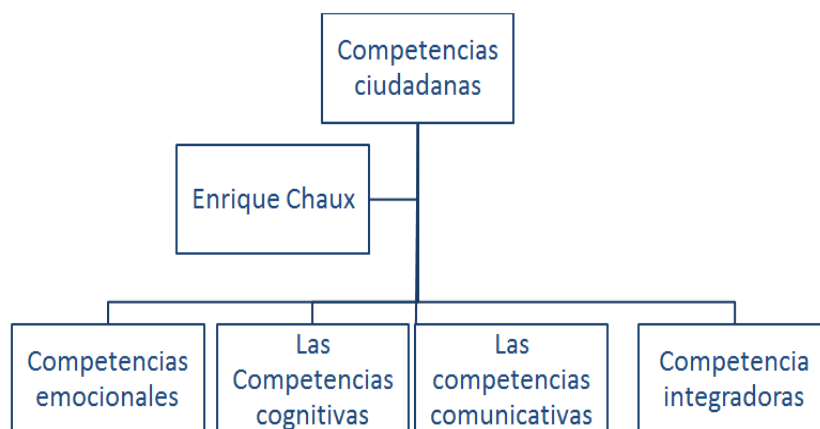 Competencias
ciudadanas
Enrique Chaux
Competencias
emocionales
Las
Competencias
cognitivas
Las
competencias
comunicativas
Competencia
integradoras